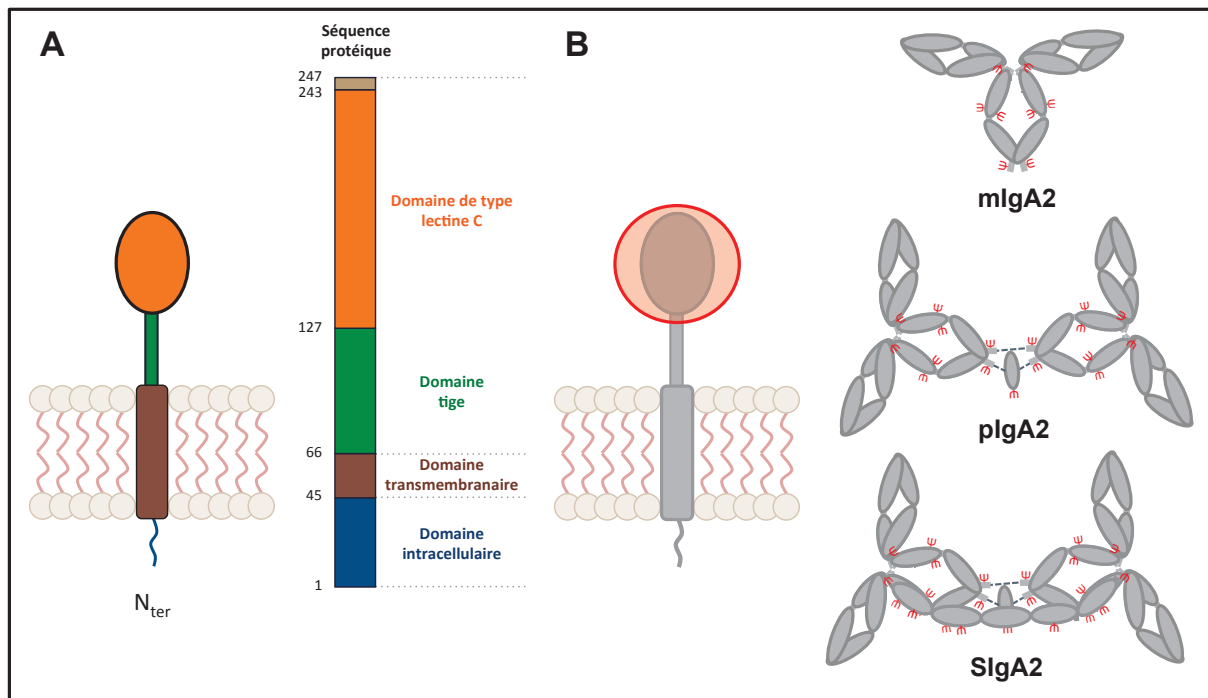 A
Séquence
protéique
247
243
Domaine de type
lectine C
127
Domaine
tige
66
Domaine
transmembranaire
45
Domaine
intracellulaire
1
Nter
B
mIgA2
pIgA2
SIgA2